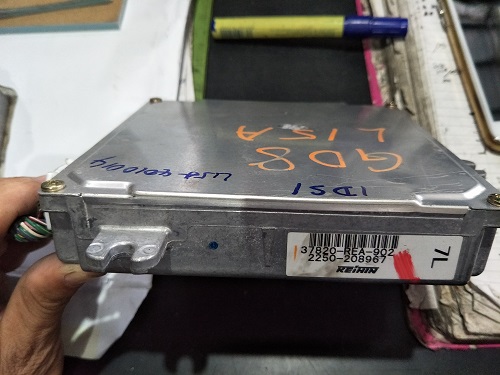 LISA
GD8
IDSI
37820-REA-902
2250-208967
KEIHIN
7L